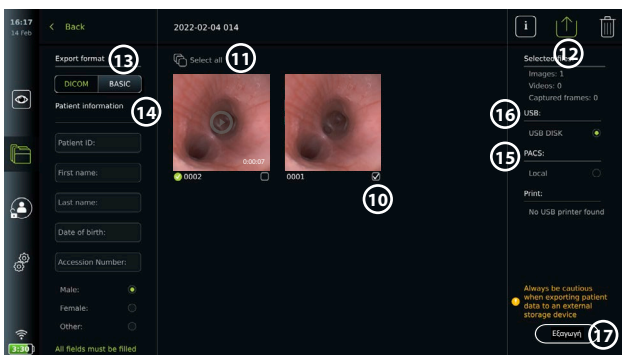 16:17
14 Feb
< Back
2022-02-04 014
i
Export format
13
DICOM
BASIC
Patient information
14
Patient ID:
First name:
Last name:
Date of birth:
Accession Number:
Male:
Female:
Other:
All fields must be filled
3:30
Select all
11
0:00:07
0002
0001
10
12
Selected files:
Images: 1
Videos: 0
Captured frames: 0
16
USB:
USB DISK
15
PACS:
Local
Print:
No USB printer found
Always be cautious
when exporting patient
data to an external
storage device
Εξαγωγή
17